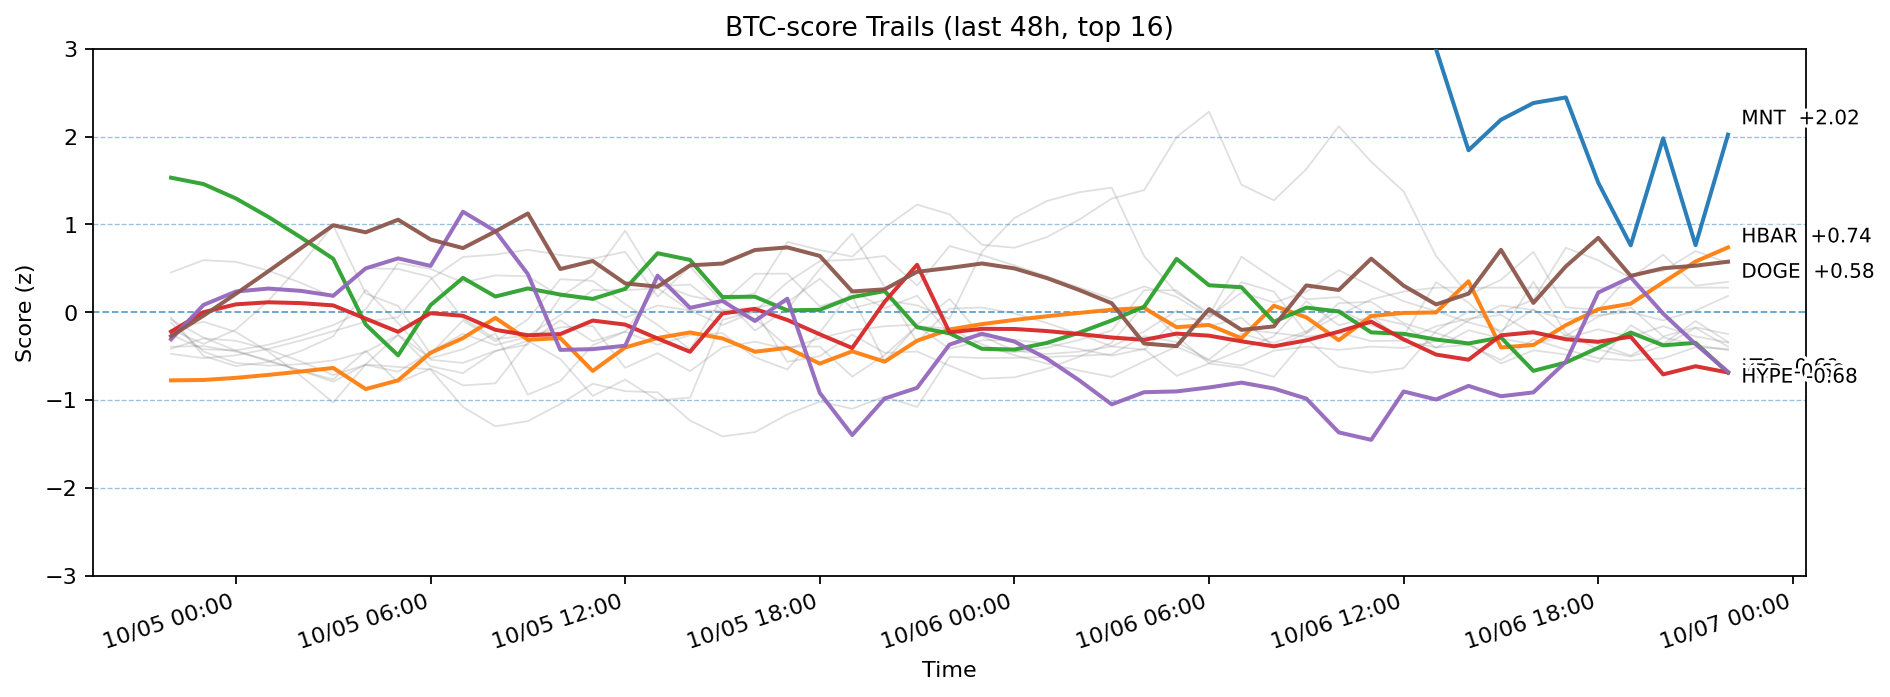 BTC-score Trails (last 48h, top 16)
Score (z)
3
2
1
0
−1
−2
−3
MNT +2.02
HBAR +0.74
DOGE +0.58
HYPE -0.68
10/05 00:00
10/05 06:00
10/05 12:00
10/05 18:00
10/06 00:00
10/06 06:00
10/06 12:00
10/06 18:00
10/07 00:00
Time